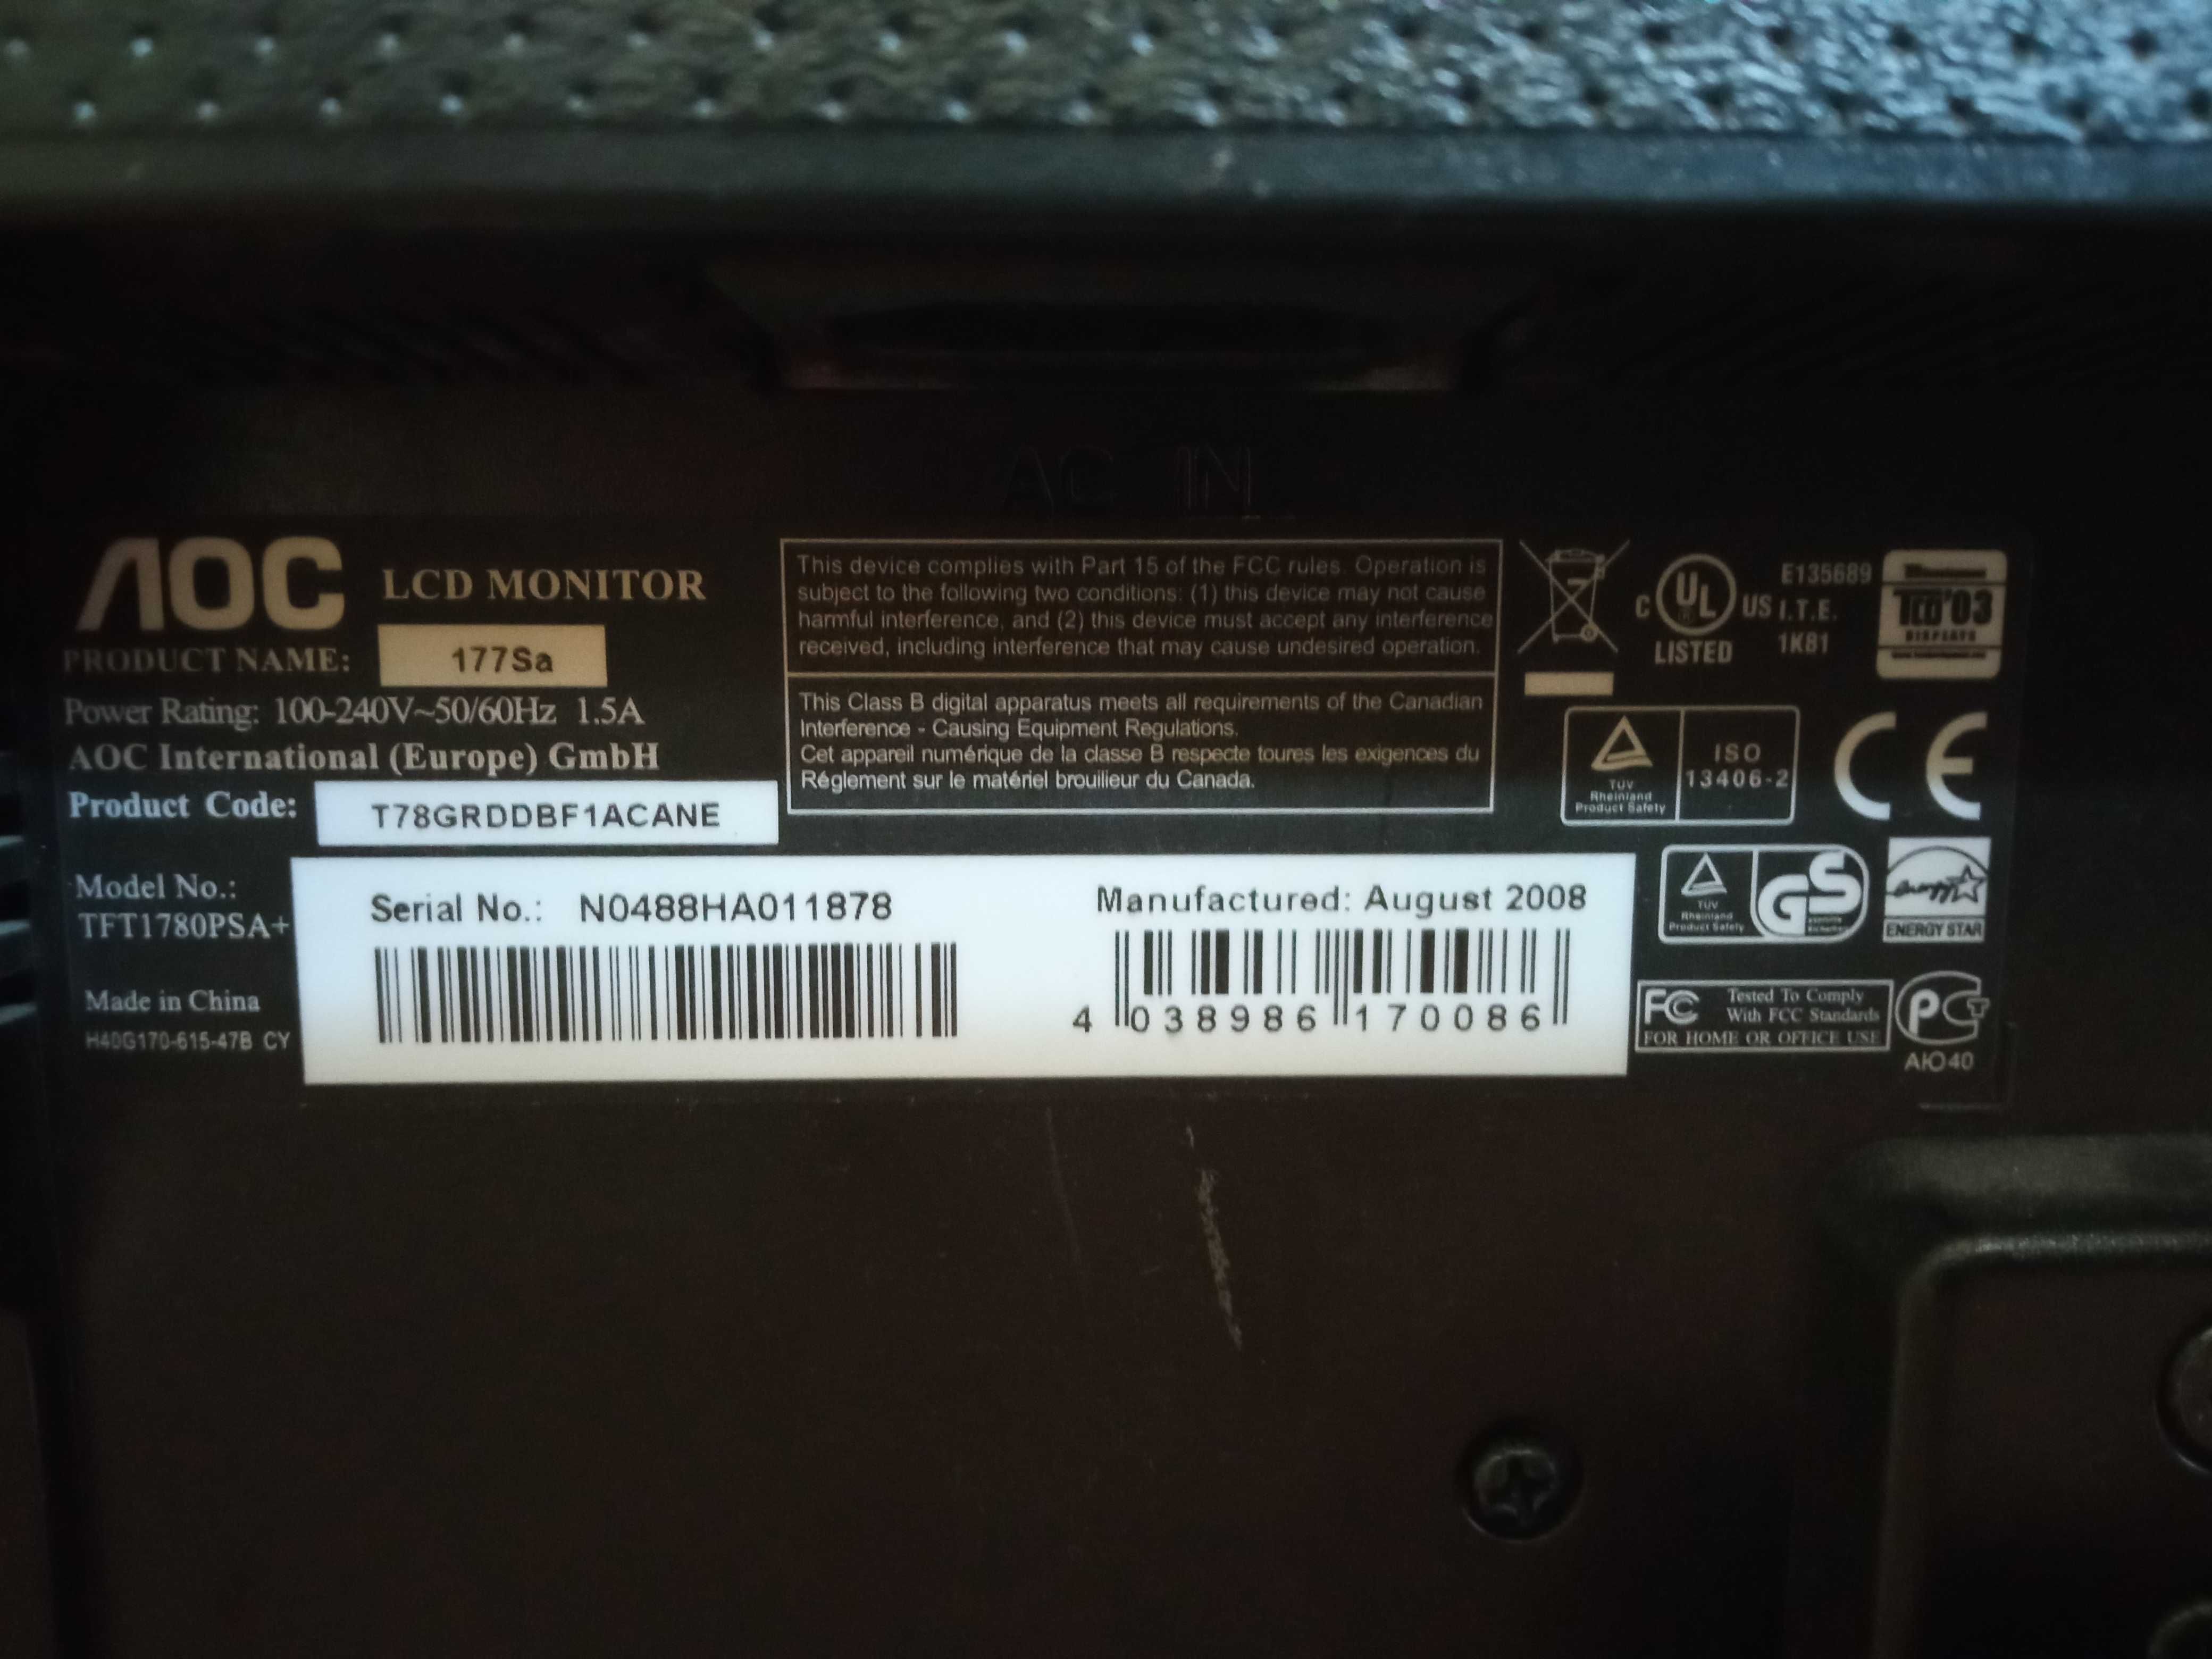 AC IN
AOC LCD MONITOR
PRODUCT NAME: 177Sa
Power Rating: 100-240V~50/60Hz 1.5A
AOC International (Europe) GmbH
Product Code: T78GRDDBF1ACANE
Model No.:
TFT1780PSA+
Made in China
H40G170-615-47B CY
This device complies with Part 15 of the FCC rules. Operation is
subject to the following two conditions: (1) this device may not cause
harmful interference, and (2) this device must accept any interference
received, including interference that may cause undesired operation.
This Class B digital apparatus meets all requirements of the Canadian
Interference - Causing Equipment Regulations.
Cet appareil numérique de la classe B respecte toures les exigences du
Réglement sur le matériel brouilieur du Canada.
Serial No.: N0488HA011878
Manufactured: August 2008
4 038986 170086
C UL US
LISTED
E135689
I.T.E.
1K81
TCO'03
DISPLAYS
TÜV
Rheinland
Product Safety
ISO
13406-2
CE
TÜV
Rheinland
Product Safety
GS
energy
ENERGY STAR
FC Tested To Comply
With FCC Standards
FOR HOME OR OFFICE USE
РСТ
АЮ40